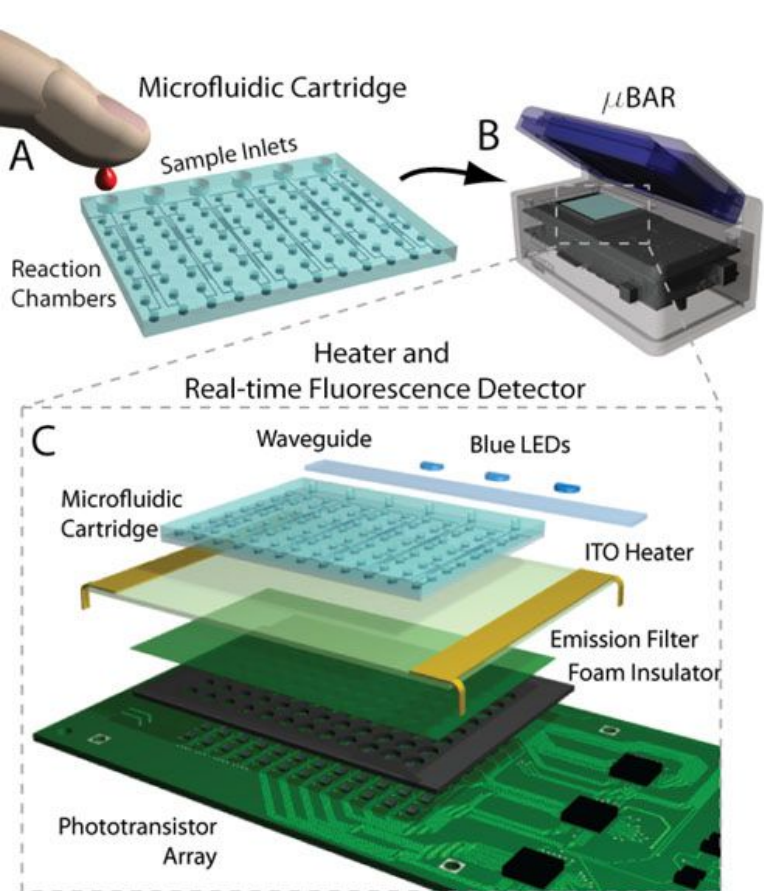 Microfluidic Cartridge
μBAR
A
B
Sample Inlets
Reaction
Chambers
Heater and
Real-time Fluorescence Detector
C
Waveguide
Blue LEDs
Microfluidic
Cartridge
ITO Heater
Emission Filter
Foam Insulator
Phototransistor
Array